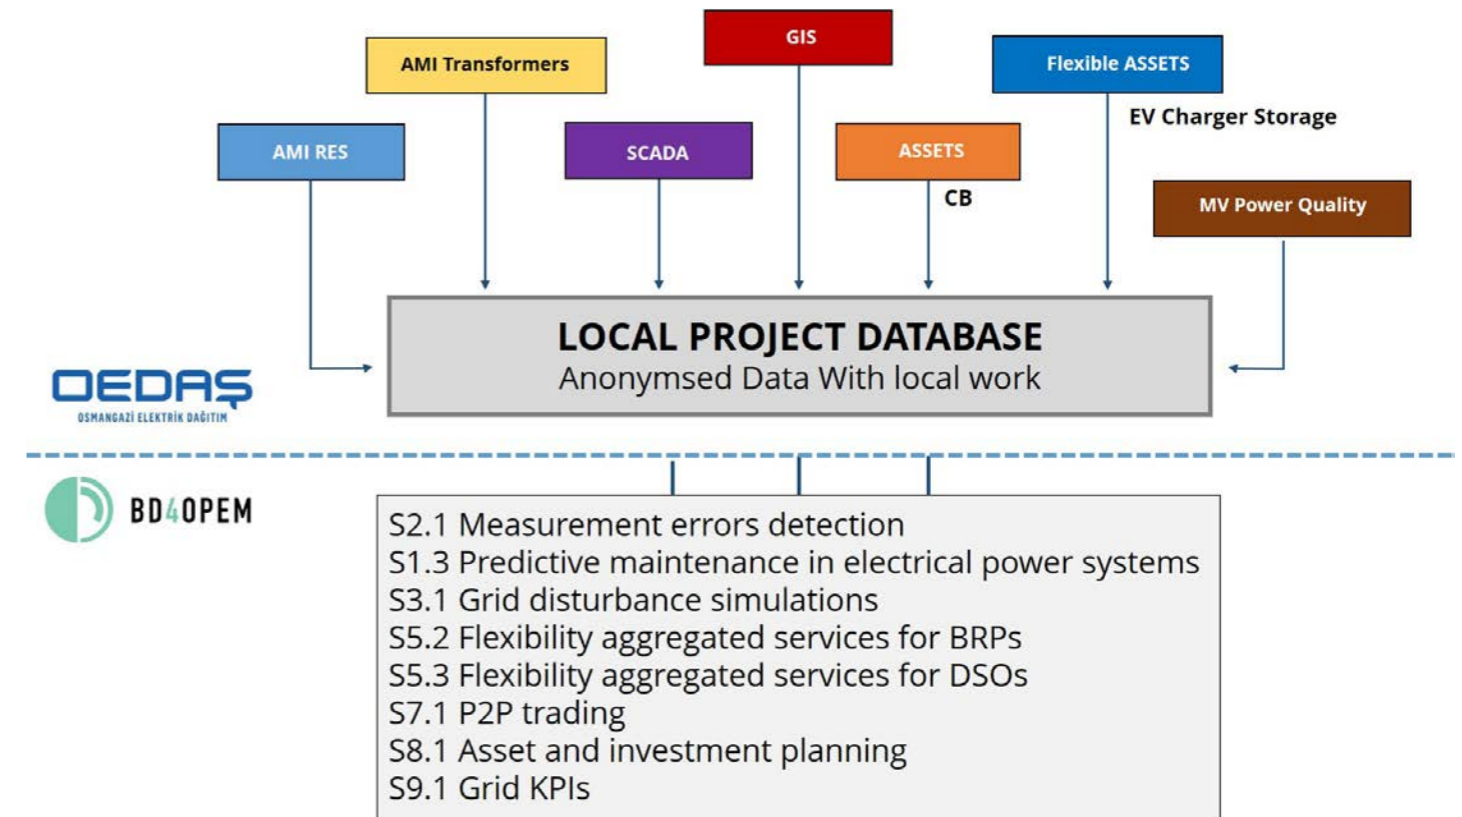 GIS
AMI Transformers
Flexible ASSETS
EV Charger Storage
AMI RES
SCADA
ASSETS
CB
MV Power Quality
LOCAL PROJECT DATABASE
Anonymsed Data With local work
OEDAŞ
OSMANGAZİ ELEKTRİK DAĞITIM
BD4OPEM
S2.1 Measurement errors detection
S1.3 Predictive maintenance in electrical power systems
S3.1 Grid disturbance simulations
S5.2 Flexibility aggregated services for BRPs
S5.3 Flexibility aggregated services for DSOs
S7.1 P2P trading
S8.1 Asset and investment planning
S9.1 Grid KPIs